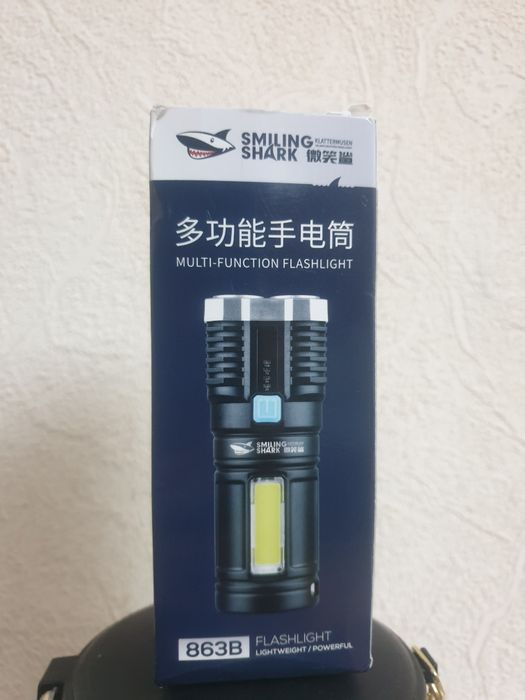 SMILING
SHARK
KLATTERMUSEN
微笑鲨
多功能手电筒
MULTI-FUNCTION FLASHLIGHT
SMILING
SHARK 微笑鲨
863B
FLASHLIGHT
LIGHTWEIGHT / POWERFUL